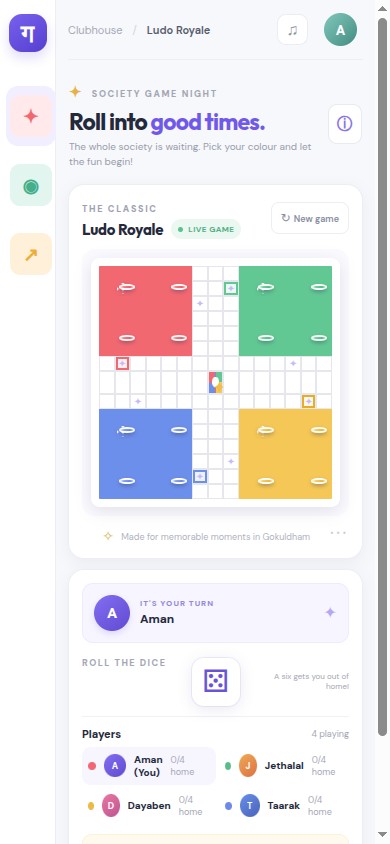 ग
Clubhouse / Ludo Royale
A
SOCIETY GAME NIGHT
Roll into good times.
The whole society is waiting. Pick your colour and let
the fun begin!
THE CLASSIC
Ludo Royale
LIVE GAME
New game
Made for memorable moments in Gokuldham
A
IT'S YOUR TURN
Aman
ROLL THE DICE
A six gets you out of
home!
Players
4 playing
A
Aman
(You)
0/4
home
J
Jethalal
0/4
home
D
Dayaben
0/4
home
T
Taarak
0/4
home